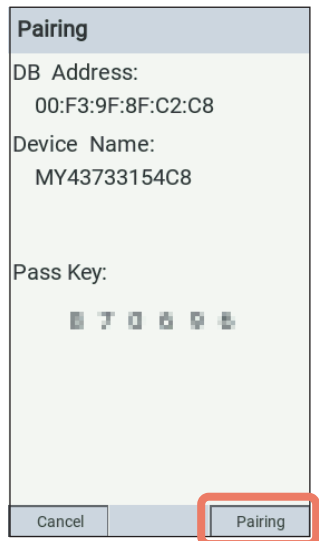 Pairing
DB Address:
00:F3:9F:8F:C2:C8
Device Name:
MY43733154C8
Pass Key:
Cancel
Pairing